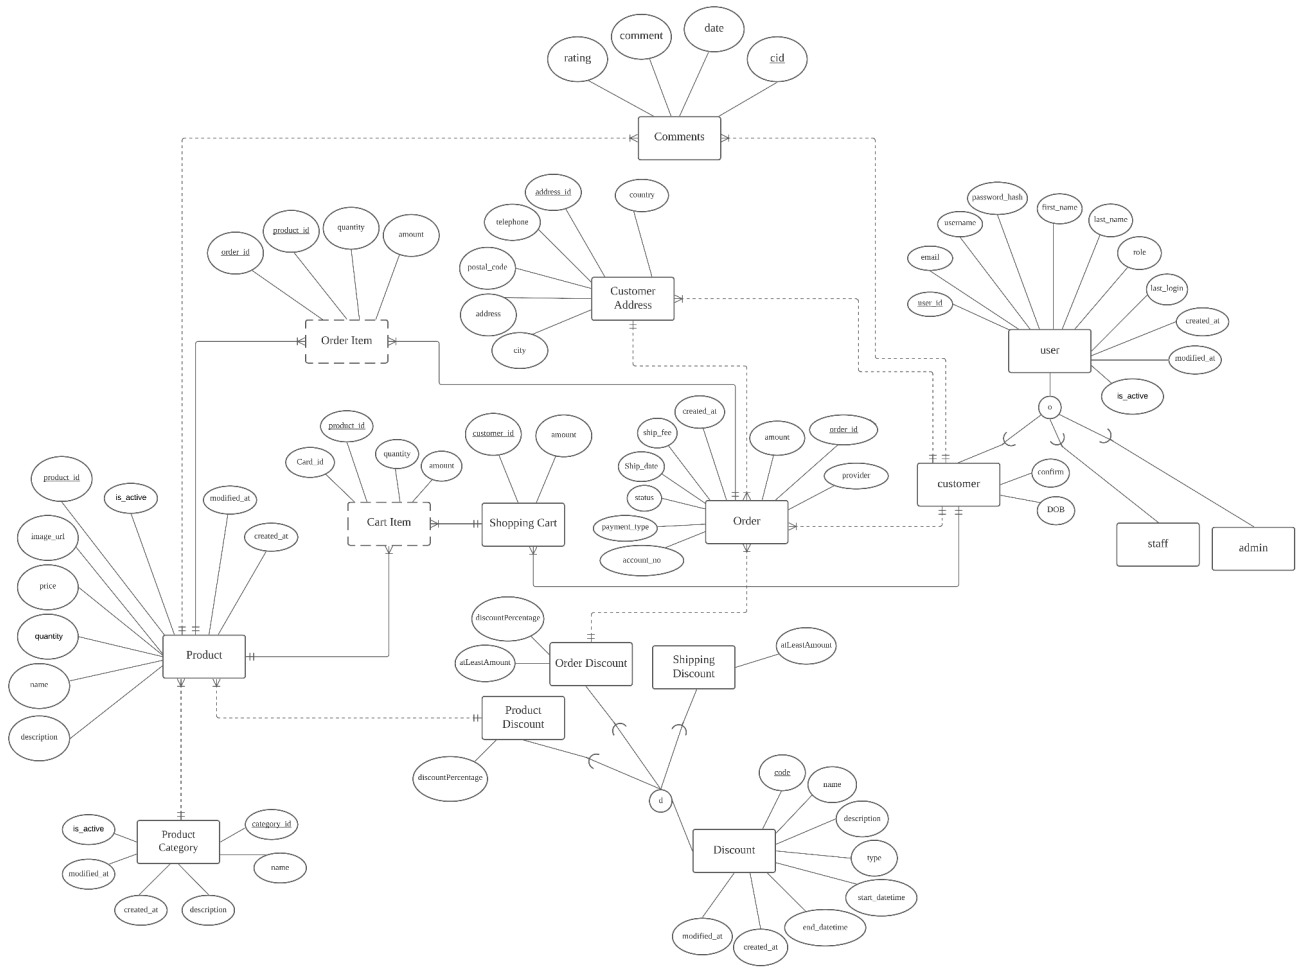 rating
comment
date
cid
Comments
address_id
country
telephone
postal_code
address
city
Customer
Address
order_id
product_id
quantity
amount
Order Item
password_hash
first_name
username
last_name
email
role
user_id
last_login
created_at
modified_at
is_active
user
o
product_id
Card_id
quantity
amount
Cart Item
customer_id
amount
Shopping Cart
created_at
ship_fee
amount
order_id
Ship_date
provider
status
payment_type
account_no
Order
customer
confirm
DOB
staff
admin
product_id
is_active
modified_at
created_at
image_url
price
quantity
name
description
Product
discountPercentage
atLeastAmount
Order Discount
Shipping
Discount
atLeastAmount
Product
Discount
discountPercentage
d
code
name
description
type
start_datetime
end_datetime
created_at
modified_at
Discount
is_active
category_id
modified_at
name
created_at
description
Product
Category